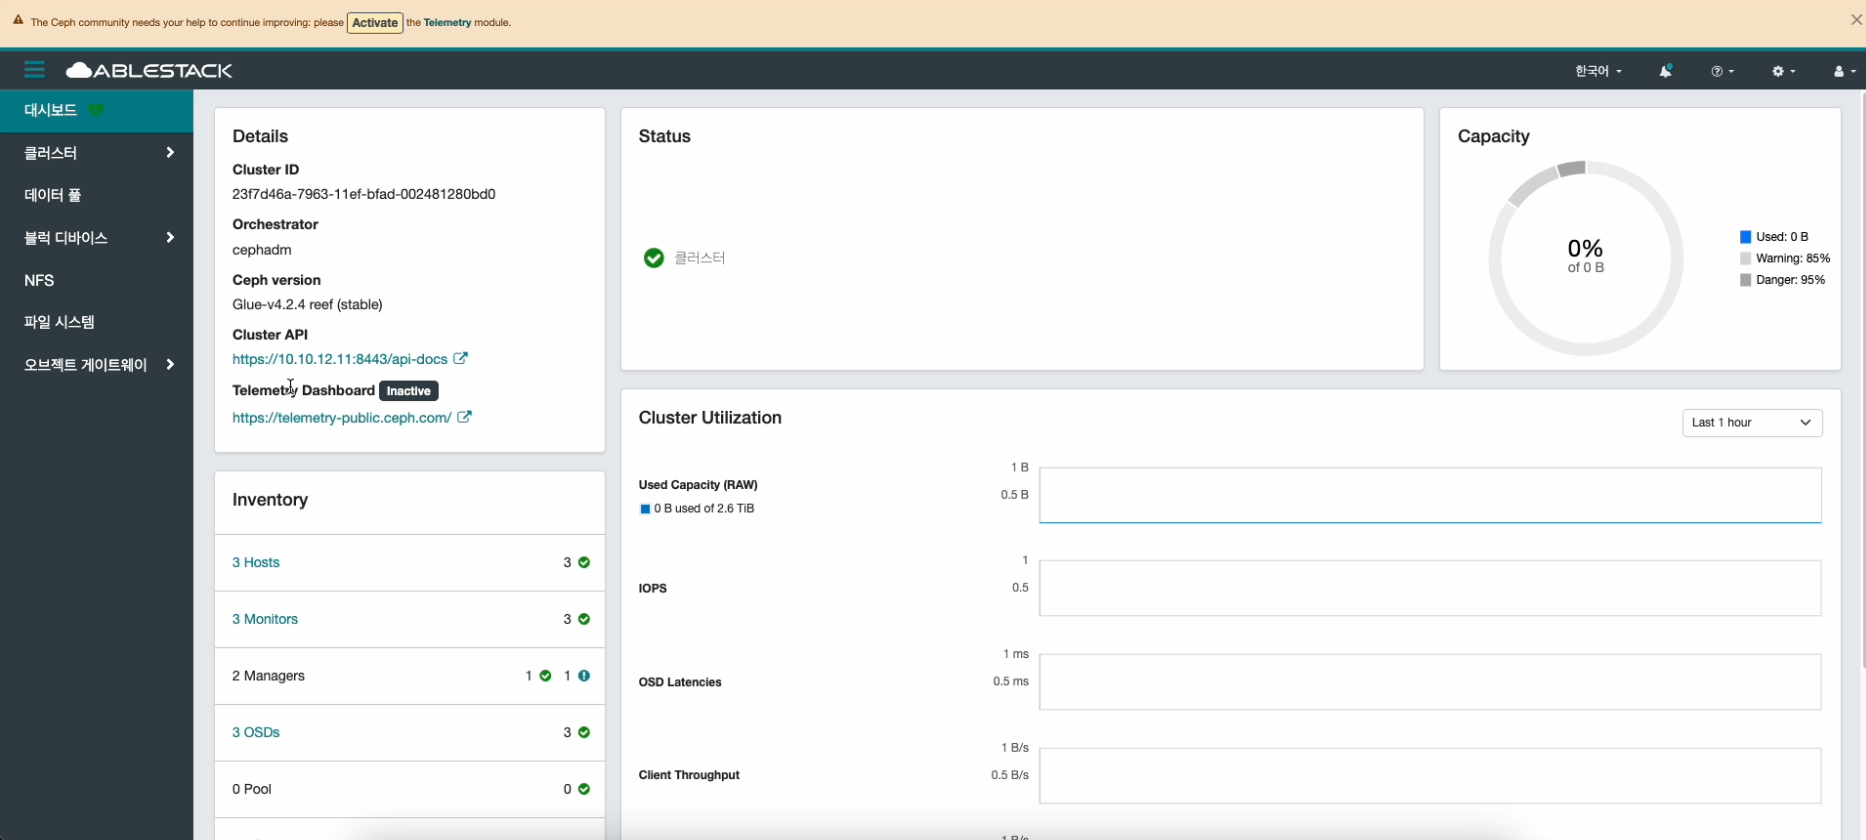 The Ceph community needs your help to continue improving: please Activate the Telemetry module.
ABLESTACK
한국어
대시보드
클러스터
데이터 풀
블럭 디바이스
NFS
파일 시스템
오브젝트 게이트웨이
Details
Cluster ID
23f7d46a-7963-11ef-bfad-002481280bd0
Orchestrator
cephadm
Ceph version
Glue-v4.2.4 reef (stable)
Cluster API
https://10.10.12.11:8443/api-docs
Telemetry Dashboard Inactive
https://telemetry-public.ceph.com/
Inventory
3 Hosts 3
3 Monitors 3
2 Managers 1 1
3 OSDs 3
0 Pool 0
Status
클러스터
Capacity
0%
of 0 B
Used: 0 B
Warning: 85%
Danger: 95%
Cluster Utilization
Last 1 hour
Used Capacity (RAW)
0 B used of 2.6 TiB
1 B
0.5 B
IOPS
1
0.5
OSD Latencies
1 ms
0.5 ms
Client Throughput
1 B/s
0.5 B/s
1 B/s